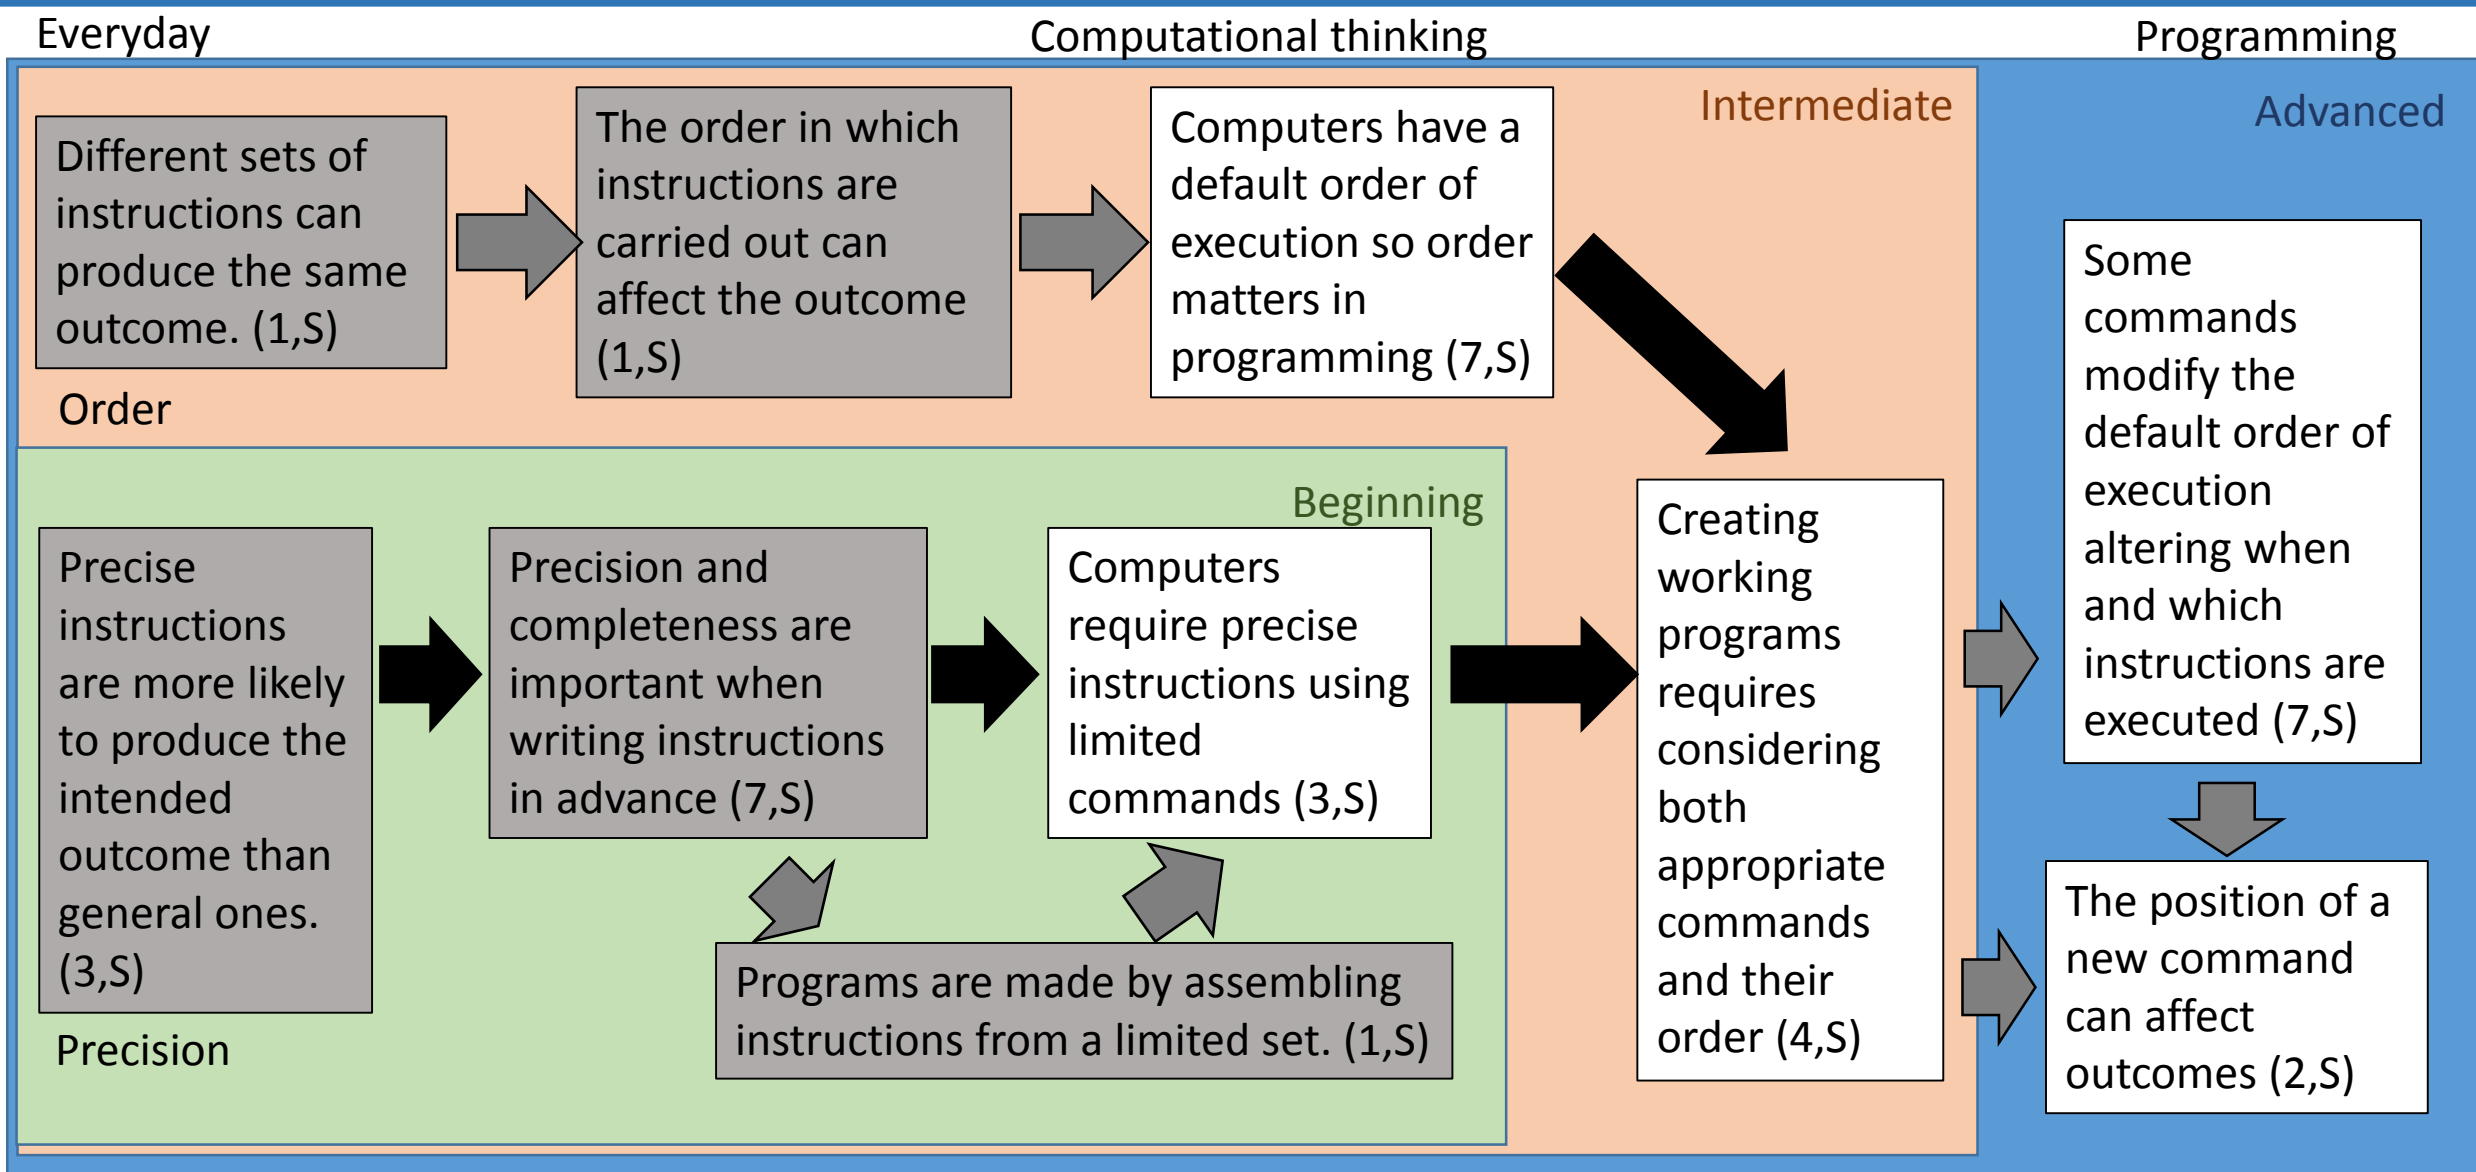 Everyday
Computational thinking
Programming
Intermediate
Advanced
Different sets of
instructions can
produce the same
outcome. (1,S)
The order in which
instructions are
carried out can
affect the outcome
(1,S)
Computers have a
default order of
execution so order
matters in
programming (7,S)
Order
Beginning
Precise
instructions
are more likely
to produce the
intended
outcome than
general ones.
(3,S)
Precision and
completeness are
important when
writing instructions
in advance (7,S)
Computers
require precise
instructions using
limited
commands (3,S)
Programs are made by assembling
instructions from a limited set. (1,S)
Precision
Creating
working
programs
requires
considering
both
appropriate
commands
and their
order (4,S)
Some
commands
modify the
default order of
execution
altering when
and which
instructions are
executed (7,S)
The position of a
new command
can affect
outcomes (2,S)